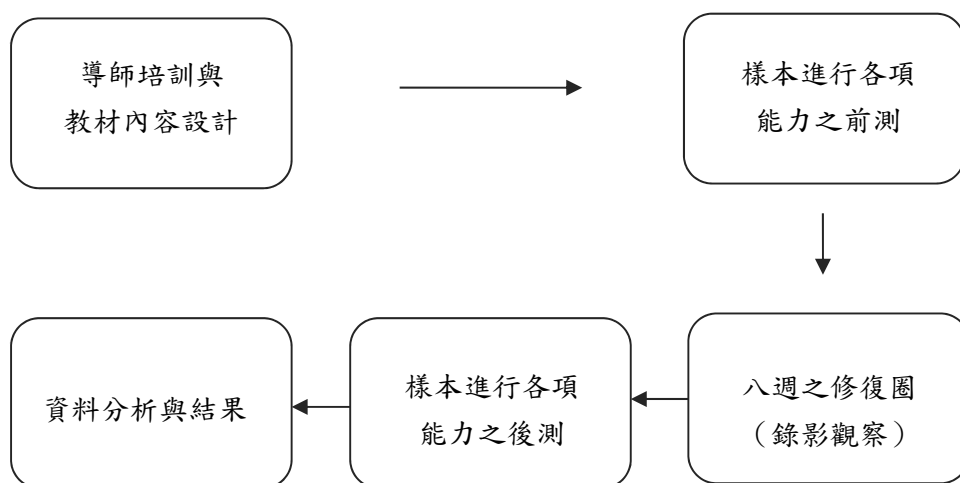 導師培訓與
教材內容設計
樣本進行各項
能力之前測
八週之修復圈
（錄影觀察）
樣本進行各項
能力之後測
資料分析與結果